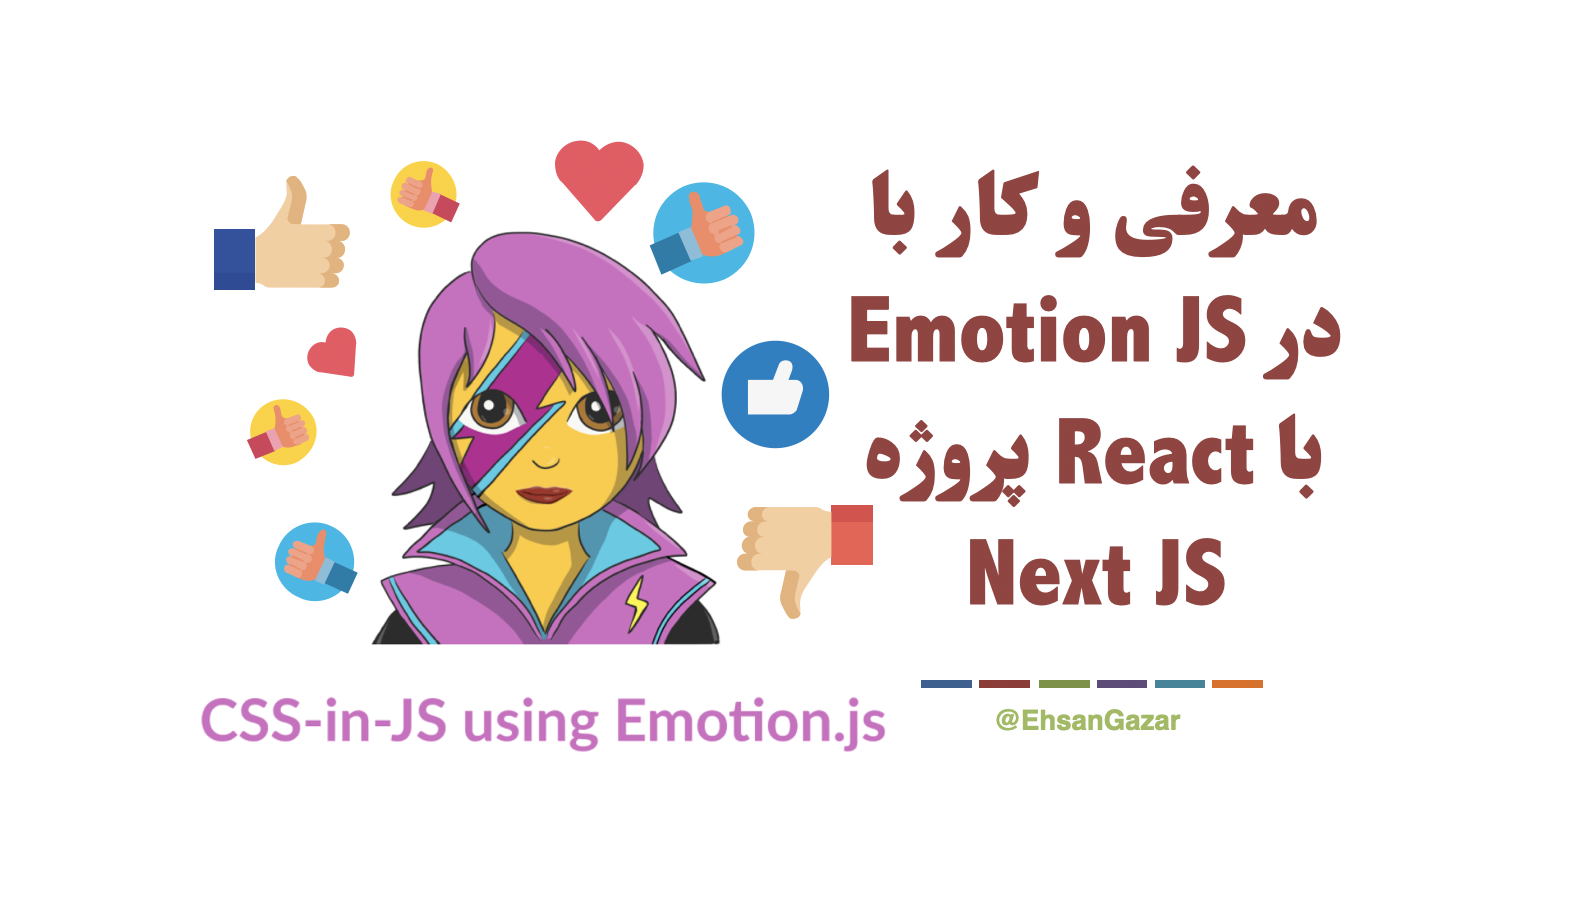 معرفی و کار با
Emotion JS در
پروژه React با
Next JS
@EhsanGazar
CSS-in-JS using Emotion.js